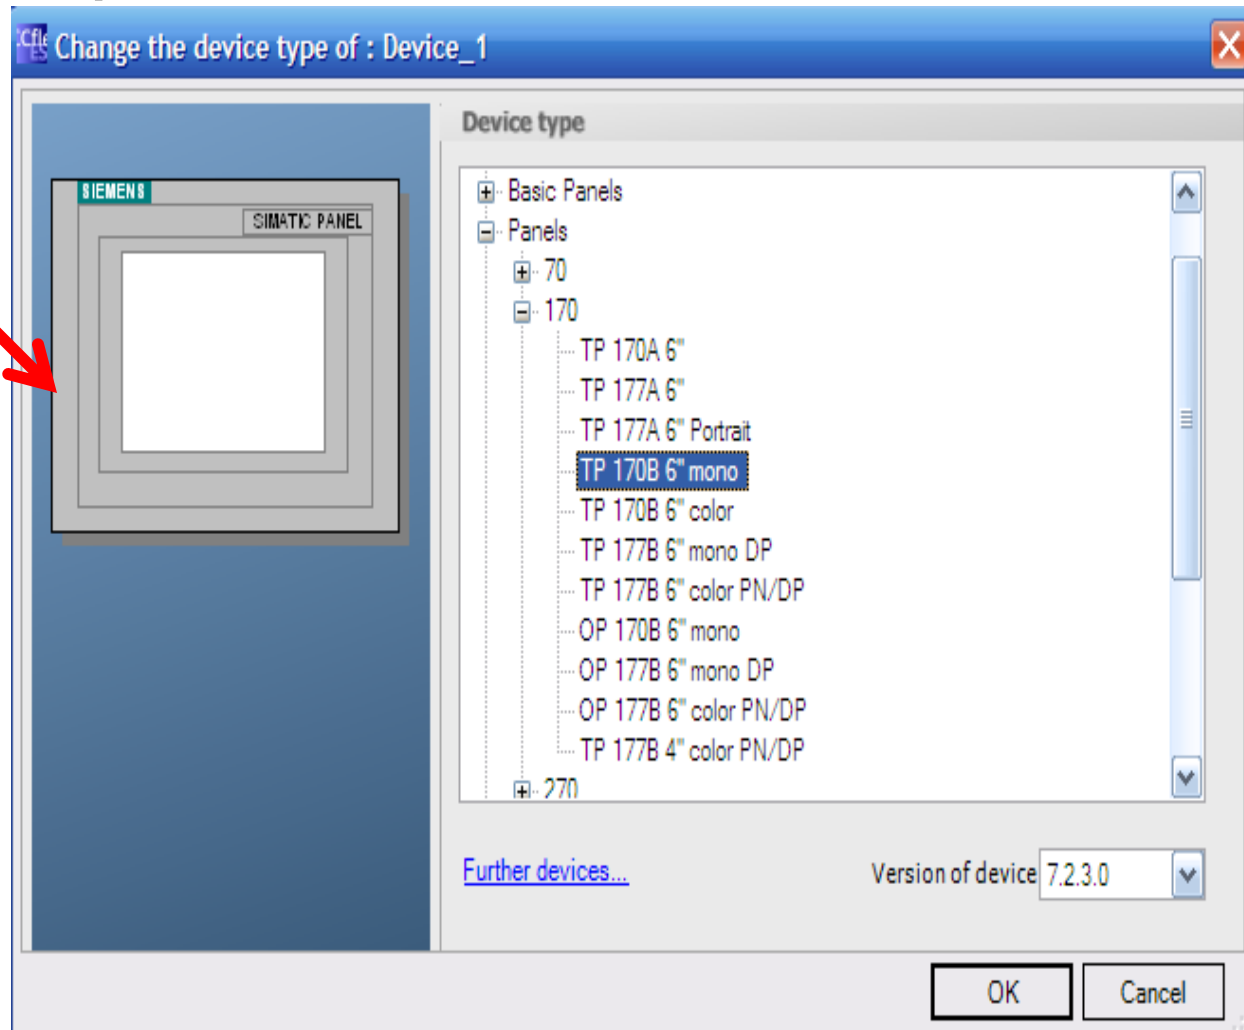 Change the device type of : Device_1
Device type
SIEMENS
SIMATIC PANEL
Basic Panels
Panels
70
170
TP 170A 6"
TP 177A 6"
TP 177A 6" Portrait
TP 170B 6" mono
TP 170B 6" color
TP 177B 6" mono DP
TP 177B 6" color PN/DP
OP 170B 6" mono
OP 177B 6" mono DP
OP 177B 6" color PN/DP
TP 177B 4" color PN/DP
270
Further devices...
Version of device 7.2.3.0
OK Cancel